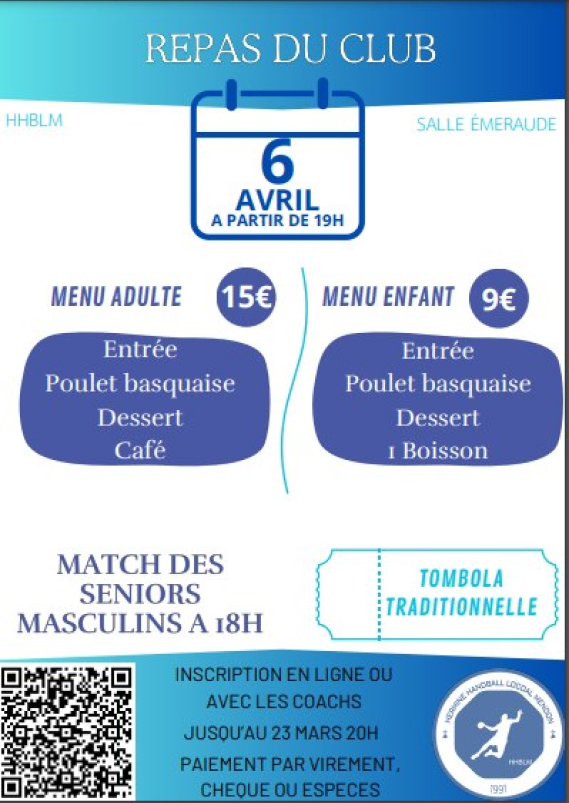 REPAS DU CLUB
HHBLM
SALLE ÉMERAUDE
6
AVRIL
A PARTIR DE 19H
MENU ADULTE
15€
Entrée
Poulet basquaise
Dessert
Café
MENU ENFANT
9€
Entrée
Poulet basquaise
Dessert
1 Boisson
MATCH DES
SENIORS
MASCULINS A 18H
TOMBOLA
TRADITIONNELLE
INSCRIPTION EN LIGNE OU
AVEC LES COACHS
JUSQU'AU 23 MARS 20H
PAIEMENT PAR VIREMENT,
CHEQUE OU ESPECES
HERMINE HANDBALL LOCOAL MENDON
HHBLM
1991